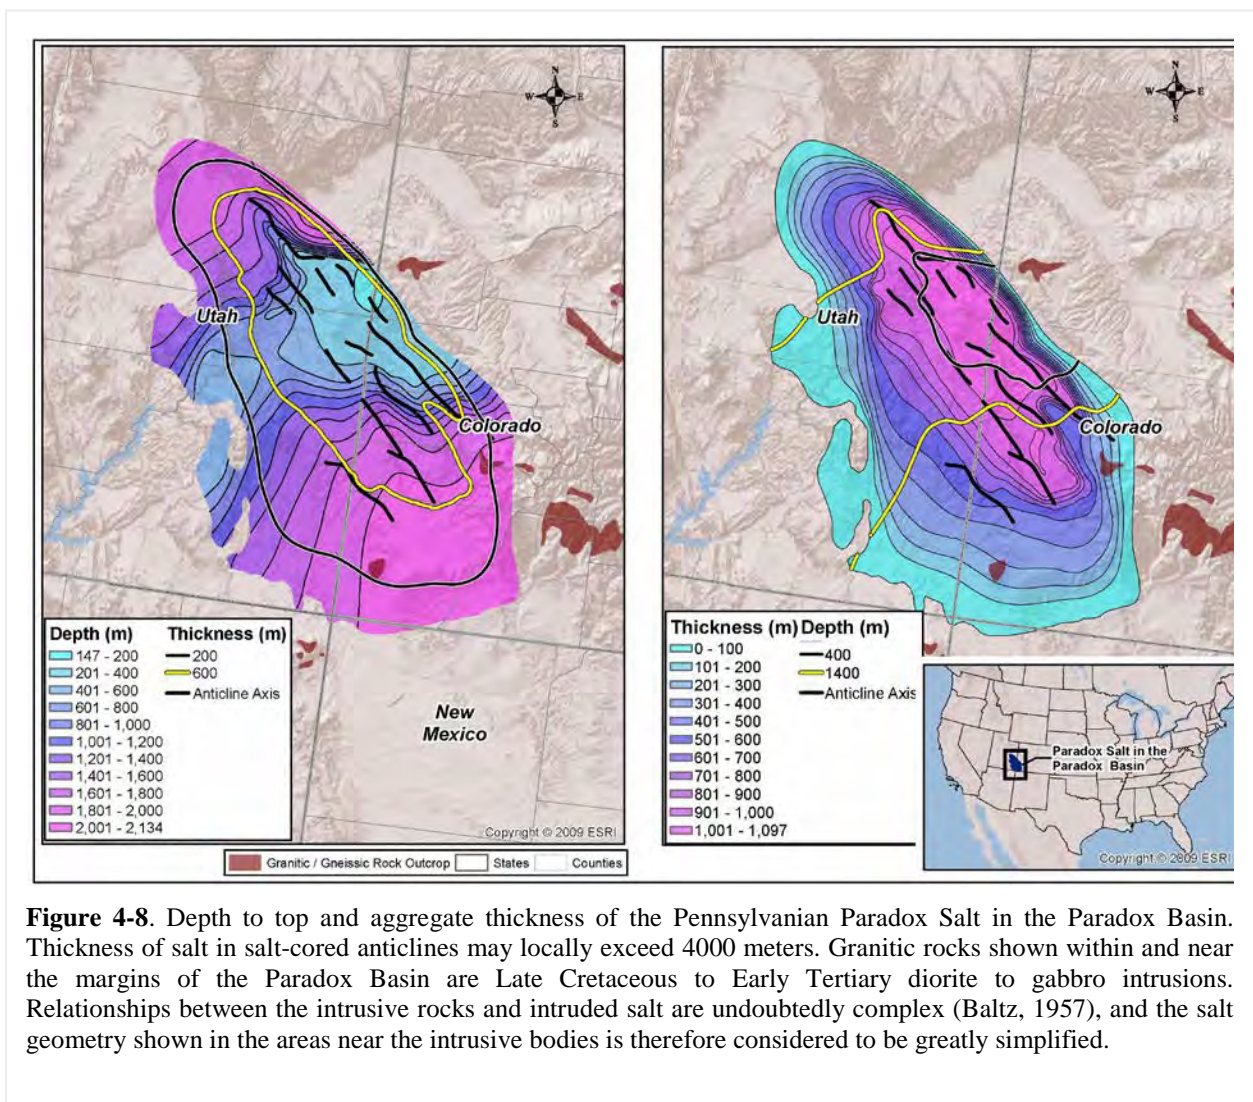 N
W E
S
Utah
Colorado
New
Mexico
Depth (m) Thickness (m)
147 - 200 200
201 - 400 600
401 - 600 Anticline Axis
601 - 800
801 - 1,000
1,001 - 1,200
1,201 - 1,400
1,401 - 1,600
1,601 - 1,800
1,801 - 2,000
2,001 - 2,134
Copyright © 2009 ESRI
Granitic / Gneissic Rock Outcrop States Counties
N
W E
S
Utah
Colorado
Thickness (m) Depth (m)
0 - 100 400
101 - 200 1400
201 - 300 Anticline Axis
301 - 400
401 - 500
501 - 600
601 - 700
701 - 800
801 - 900
901 - 1,000
1,001 - 1,097
Paradox Salt in the
Paradox Basin
Copyright © 2009 ESRI
Figure 4-8. Depth to top and aggregate thickness of the Pennsylvanian Paradox Salt in the Paradox Basin.
Thickness of salt in salt-cored anticlines may locally exceed 4000 meters. Granitic rocks shown within and near
the margins of the Paradox Basin are Late Cretaceous to Early Tertiary diorite to gabbro intrusions.
Relationships between the intrusive rocks and intruded salt are undoubtedly complex (Baltz, 1957), and the salt
geometry shown in the areas near the intrusive bodies is therefore considered to be greatly simplified.